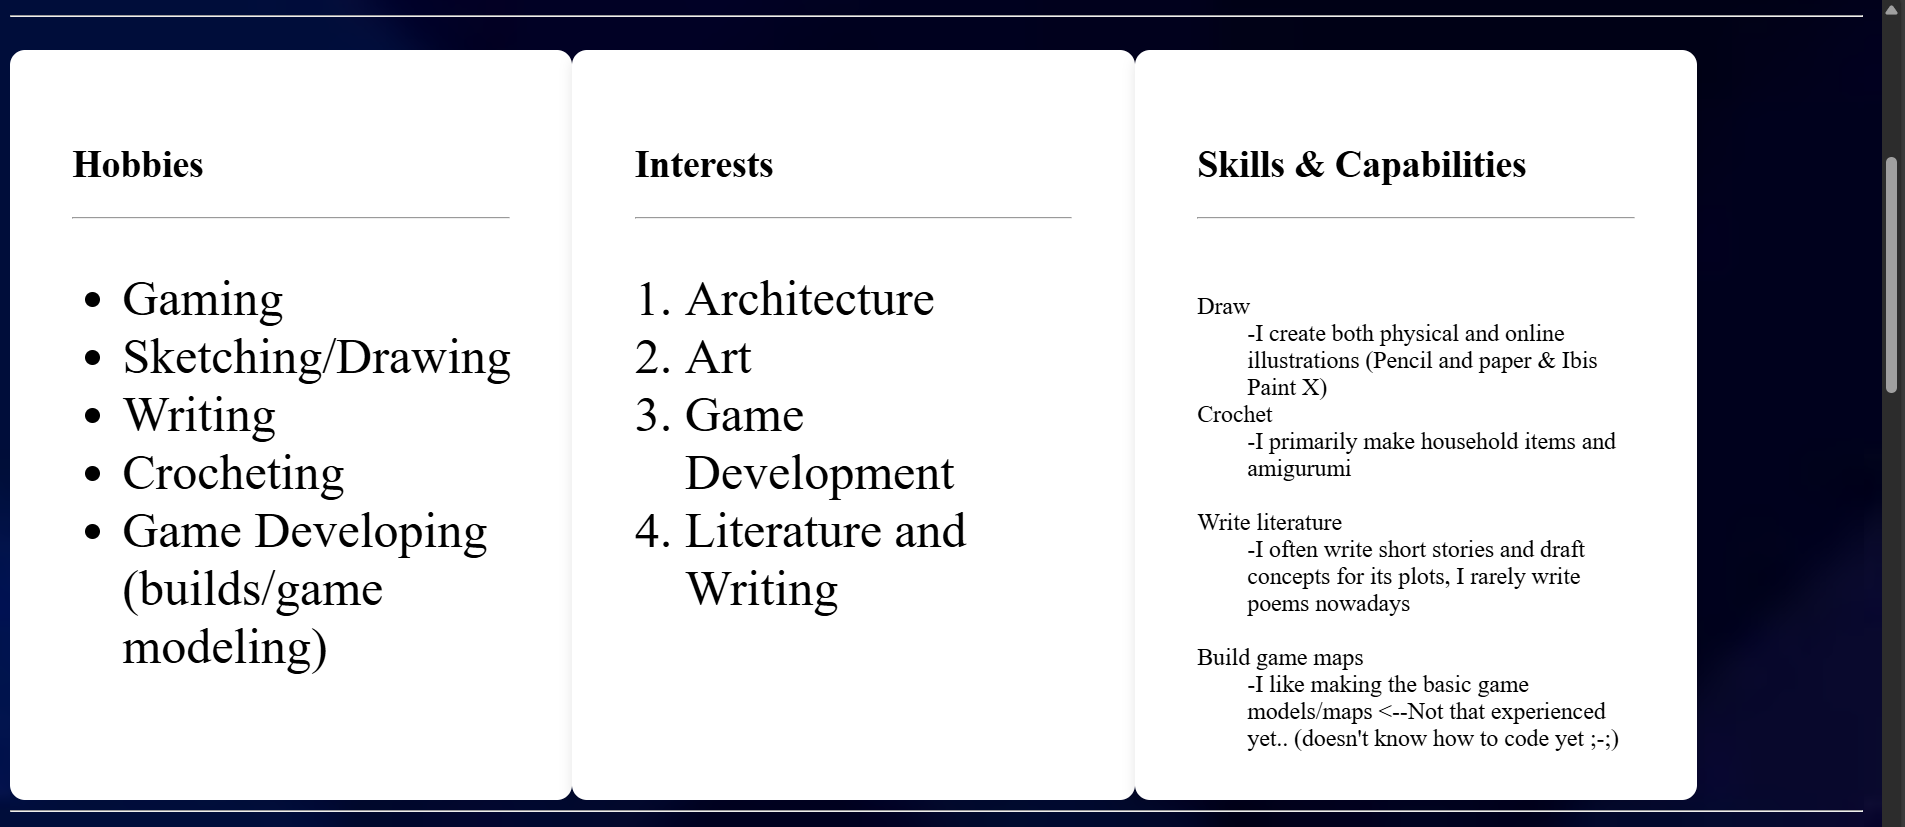 Hobbies
• Gaming
• Sketching/Drawing
• Writing
• Crocheting
• Game Developing
(builds/game
modeling)
Interests
1. Architecture
2. Art
3. Game
Development
4. Literature and
Writing
Skills & Capabilities
Draw
-I create both physical and online
illustrations (Pencil and paper & Ibis
Paint X)
Crochet
-I primarily make household items and
amigurumi
Write literature
-I often write short stories and draft
concepts for its plots, I rarely write
poems nowadays
Build game maps
-I like making the basic game
models/maps <--Not that experienced
yet.. (doesn't know how to code yet ;-;)